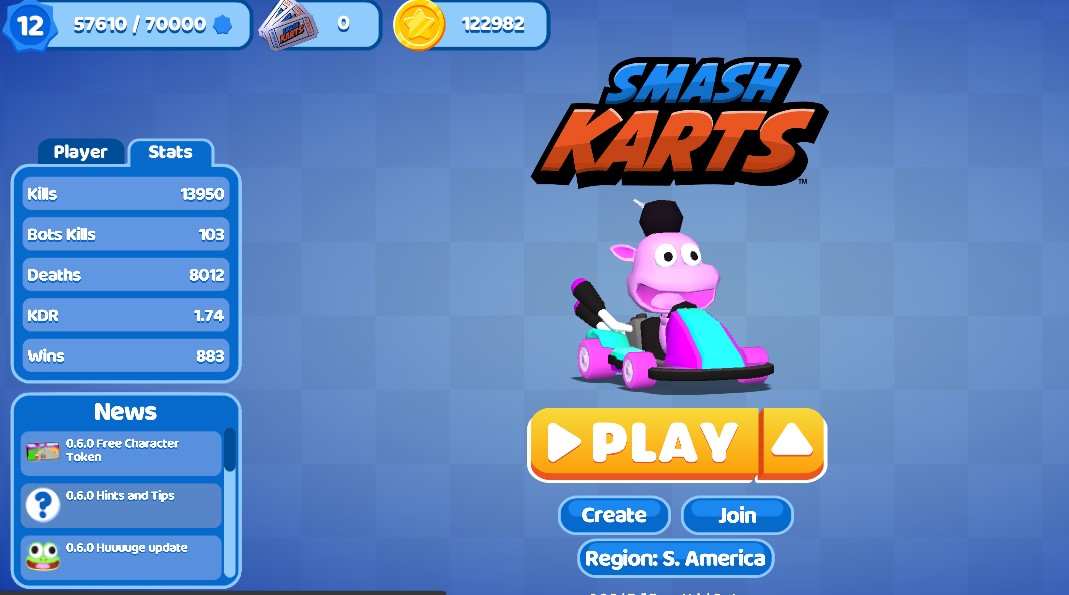 12
57610 / 70000
0
122982
SMASH
KARTS
TM
Player
Stats
Kills 13950
Bots Kills 103
Deaths 8012
KDR 1.74
Wins 883
News
0.6.0 Free Character
Token
?
0.6.0 Hints and Tips
0.6.0 Huuuuge update
PLAY
Create
Join
Region: S. America